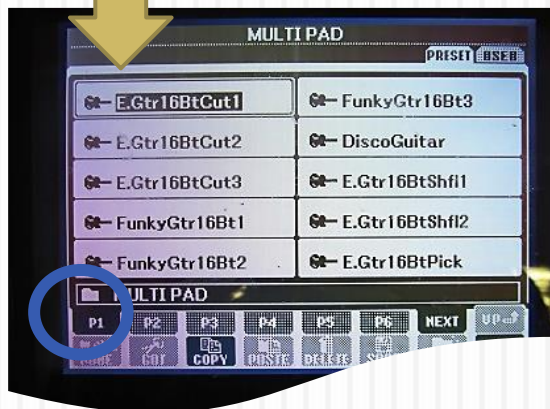 MULTI PAD
PRESET USER
E.Gtr16BtCut1 FunkyGtr16Bt3
E.Gtr16BtCut2 DiscoGuitar
E.Gtr16BtCut3 E.Gtr16BtShfl1
FunkyGtr16Bt1 E.Gtr16BtShfl2
FunkyGtr16Bt2 E.Gtr16BtPick
MULTI PAD
P1 P2 P3 P4 P5 P6 NEXT UP
CUT COPY PASTE DELETE